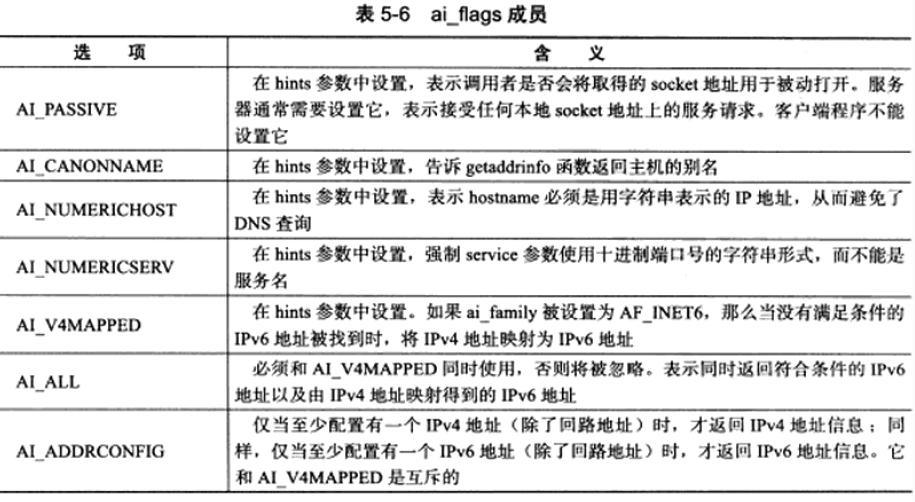 表 5-6 ai_flags 成员
选 项 含 义
AI_PASSIVE 在 hints 参数中设置，表示调用者是否会将取得的 socket 地址用于被动打开。服务
器通常需要设置它，表示接受任何本地 socket 地址上的服务请求。客户端程序不能
设置它
AI_CANONNAME 在 hints 参数中设置，告诉 getaddrinfo 函数返回主机的别名
AI_NUMERICHOST 在 hints 参数中设置，表示 hostname 必须是用字符串表示的 IP 地址，从而避免了
DNS 查询
AI_NUMERICSERV 在 hints 参数中设置，强制 service 参数使用十进制端口号的字符串形式，而不能是
服务名
AI_V4MAPPED 在 hints 参数中设置。如果 ai_family 被设置为 AF_INET6，那么当没有满足条件的
IPv6 地址被找到时，将 IPv4 地址映射为 IPv6 地址
AI_ALL 必须和 AI_V4MAPPED 同时使用，否则将被忽略。表示同时返回符合条件的 IPv6
地址以及由 IPv4 地址映射得到的 IPv6 地址
AI_ADDRCONFIG 仅当至少配置有一个 IPv4 地址（除了回路地址）时，才返回 IPv4 地址信息；同
样，仅当至少配置有一个 IPv6 地址（除了回路地址）时，才返回 IPv6 地址信息。它
和 AI_V4MAPPED 是互斥的